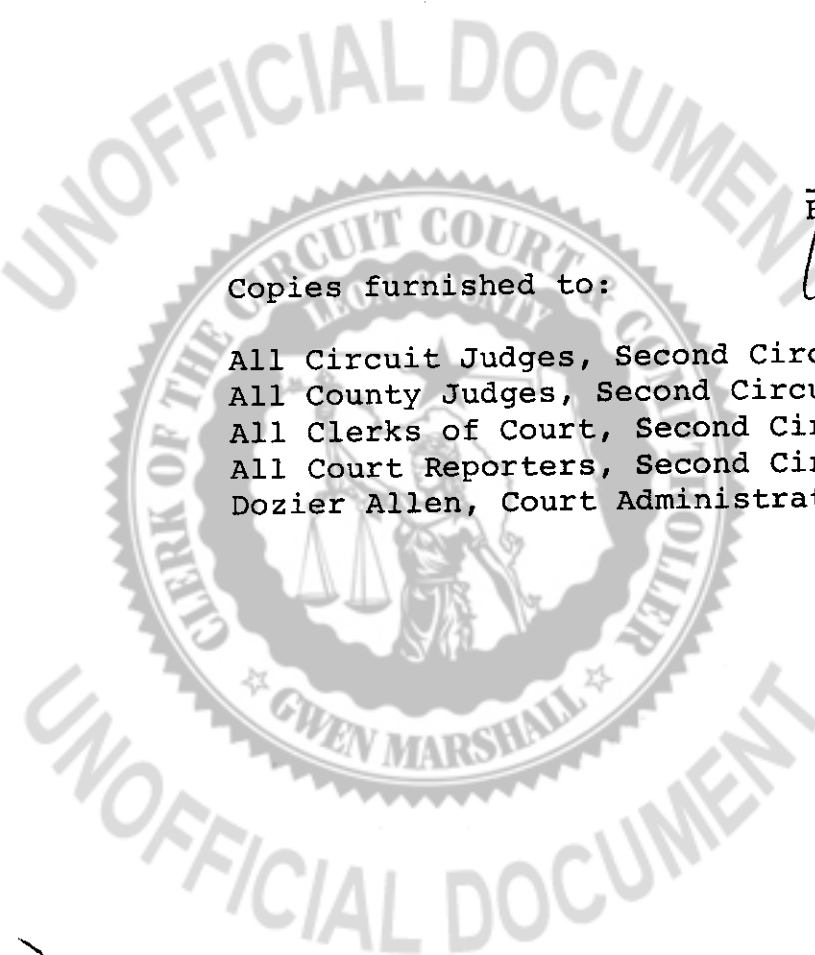 UNOFFICIAL DOCUMENT
CLERK OF THE CIRCUIT COURT & COMPTROLLER
LEON COUNTY
Copies furnished to:
All Circuit Judges, Second Circ
All County Judges, Second Circu
All Clerks of Court, Second Cir
All Court Reporters, Second Cir
Dozier Allen, Court Administrat
GWEN MARSHALL
UNOFFICIAL DOCUMENT